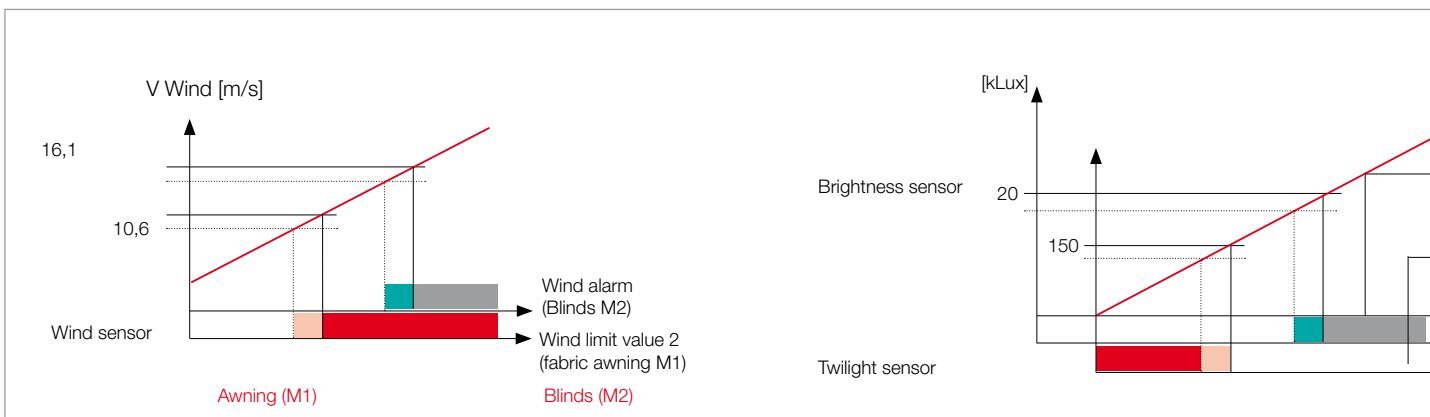 V Wind [m/s]
16,1
10,6
Wind alarm
(Blinds M2)
Wind sensor
Wind limit value 2
(fabric awning M1)
Awning (M1)
Blinds (M2)
[kLux]
Brightness sensor
20
150
Twilight sensor